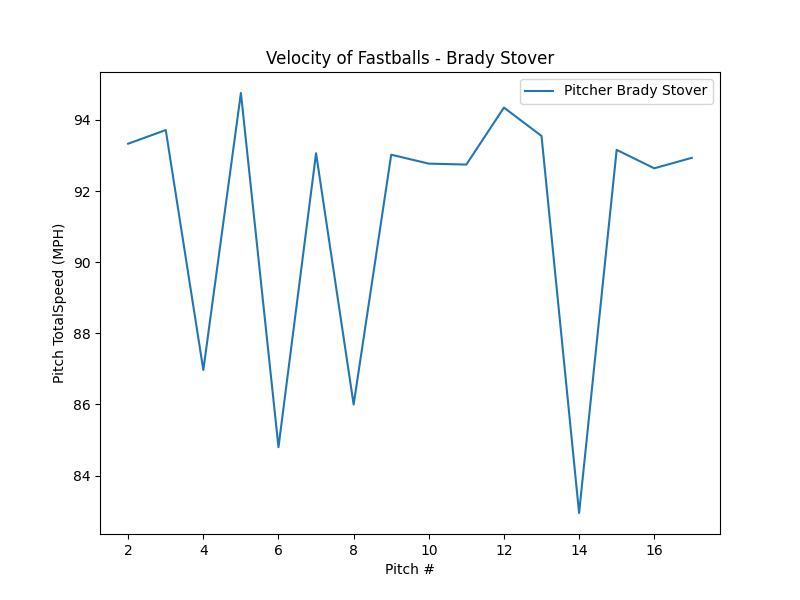 Velocity of Fastballs - Brady Stover
Pitcher Brady Stover
Pitch TotalSpeed (MPH)
94
92
90
88
86
84
2 4 6 8 10 12 14 16
Pitch #